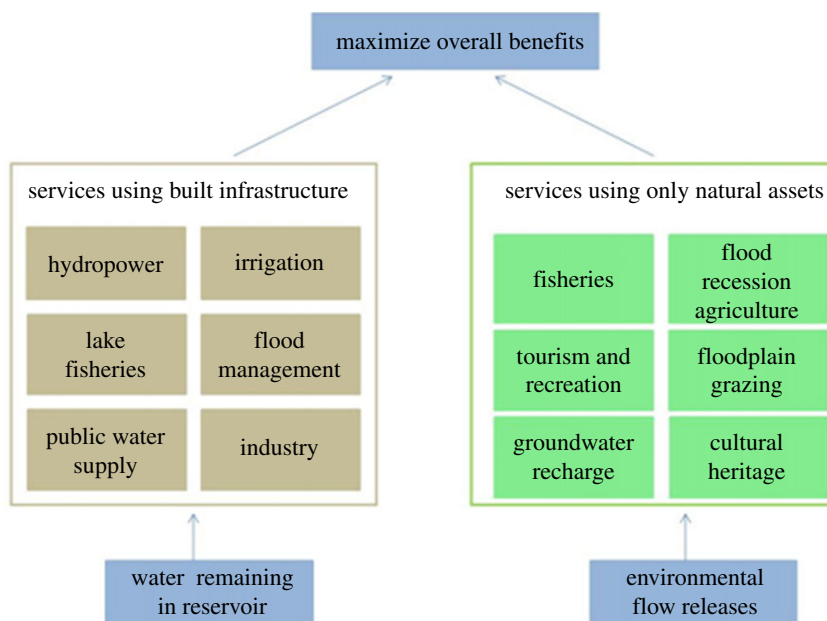 maximize overall benefits
services using built infrastructure
hydropower
irrigation
lake
fisheries
flood
management
public water
supply
industry
water remaining
in reservoir
services using only natural assets
fisheries
flood
recession
agriculture
tourism and
recreation
floodplain
grazing
groundwater
recharge
cultural
heritage
environmental
flow releases